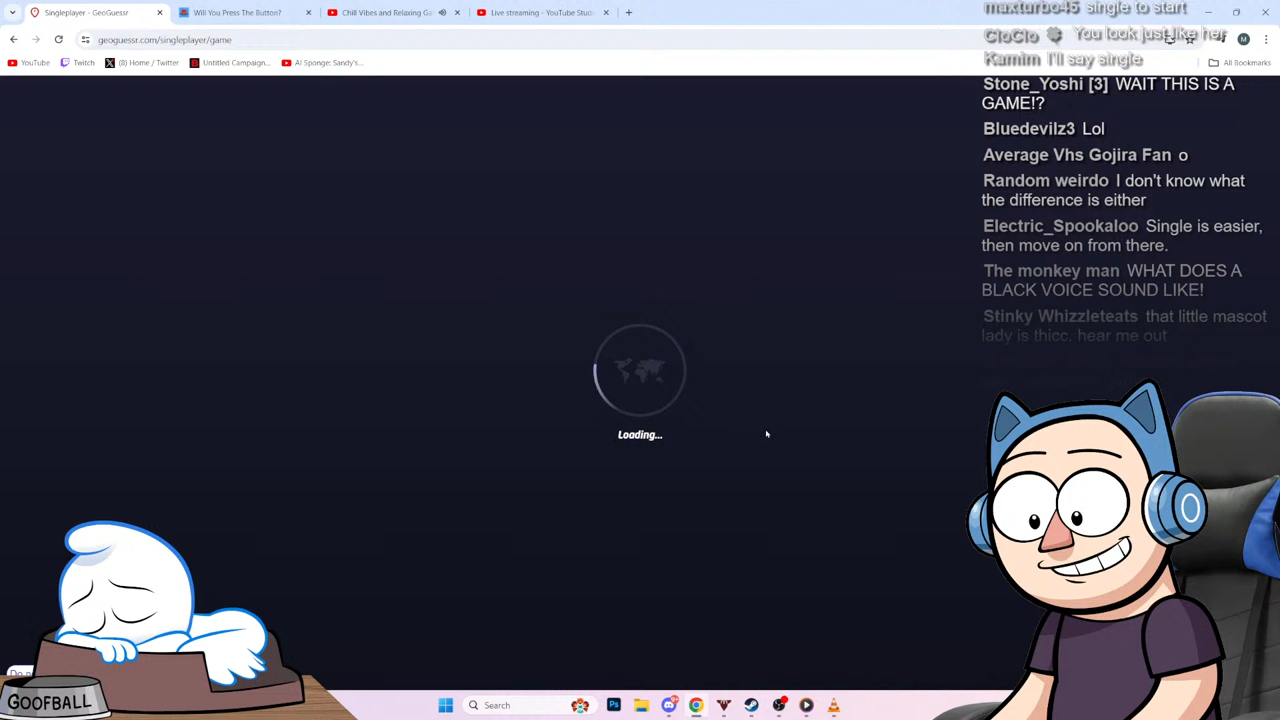 Singleplayer - GeoGuessr
Will You Press The Button?
Chill Vibes and Relaxing Ga
Live streaming - YouTube Studio
geoguessr.com/singleplayer/game
M
YouTube
Twitch
(8) Home / Twitter
Untitled Campaign...
AI Sponge: Sandy's...
All Bookmarks
maxturbo45 single to start
CloClo You look just like her
Kamim I'll say single
Stone_Yoshi [3] WAIT THIS IS A
GAME!?
Bluedevilz3 Lol
Average Vhs Gojira Fan o
Random weirdo I don't know what
the difference is either
Electric_Spookaloo Single is easier,
then move on from there.
The monkey man WHAT DOES A
BLACK VOICE SOUND LIKE!
Stinky Whizzleteats that little mascot
lady is thicc, hear me out
Loading...
GOOFBALL
Search